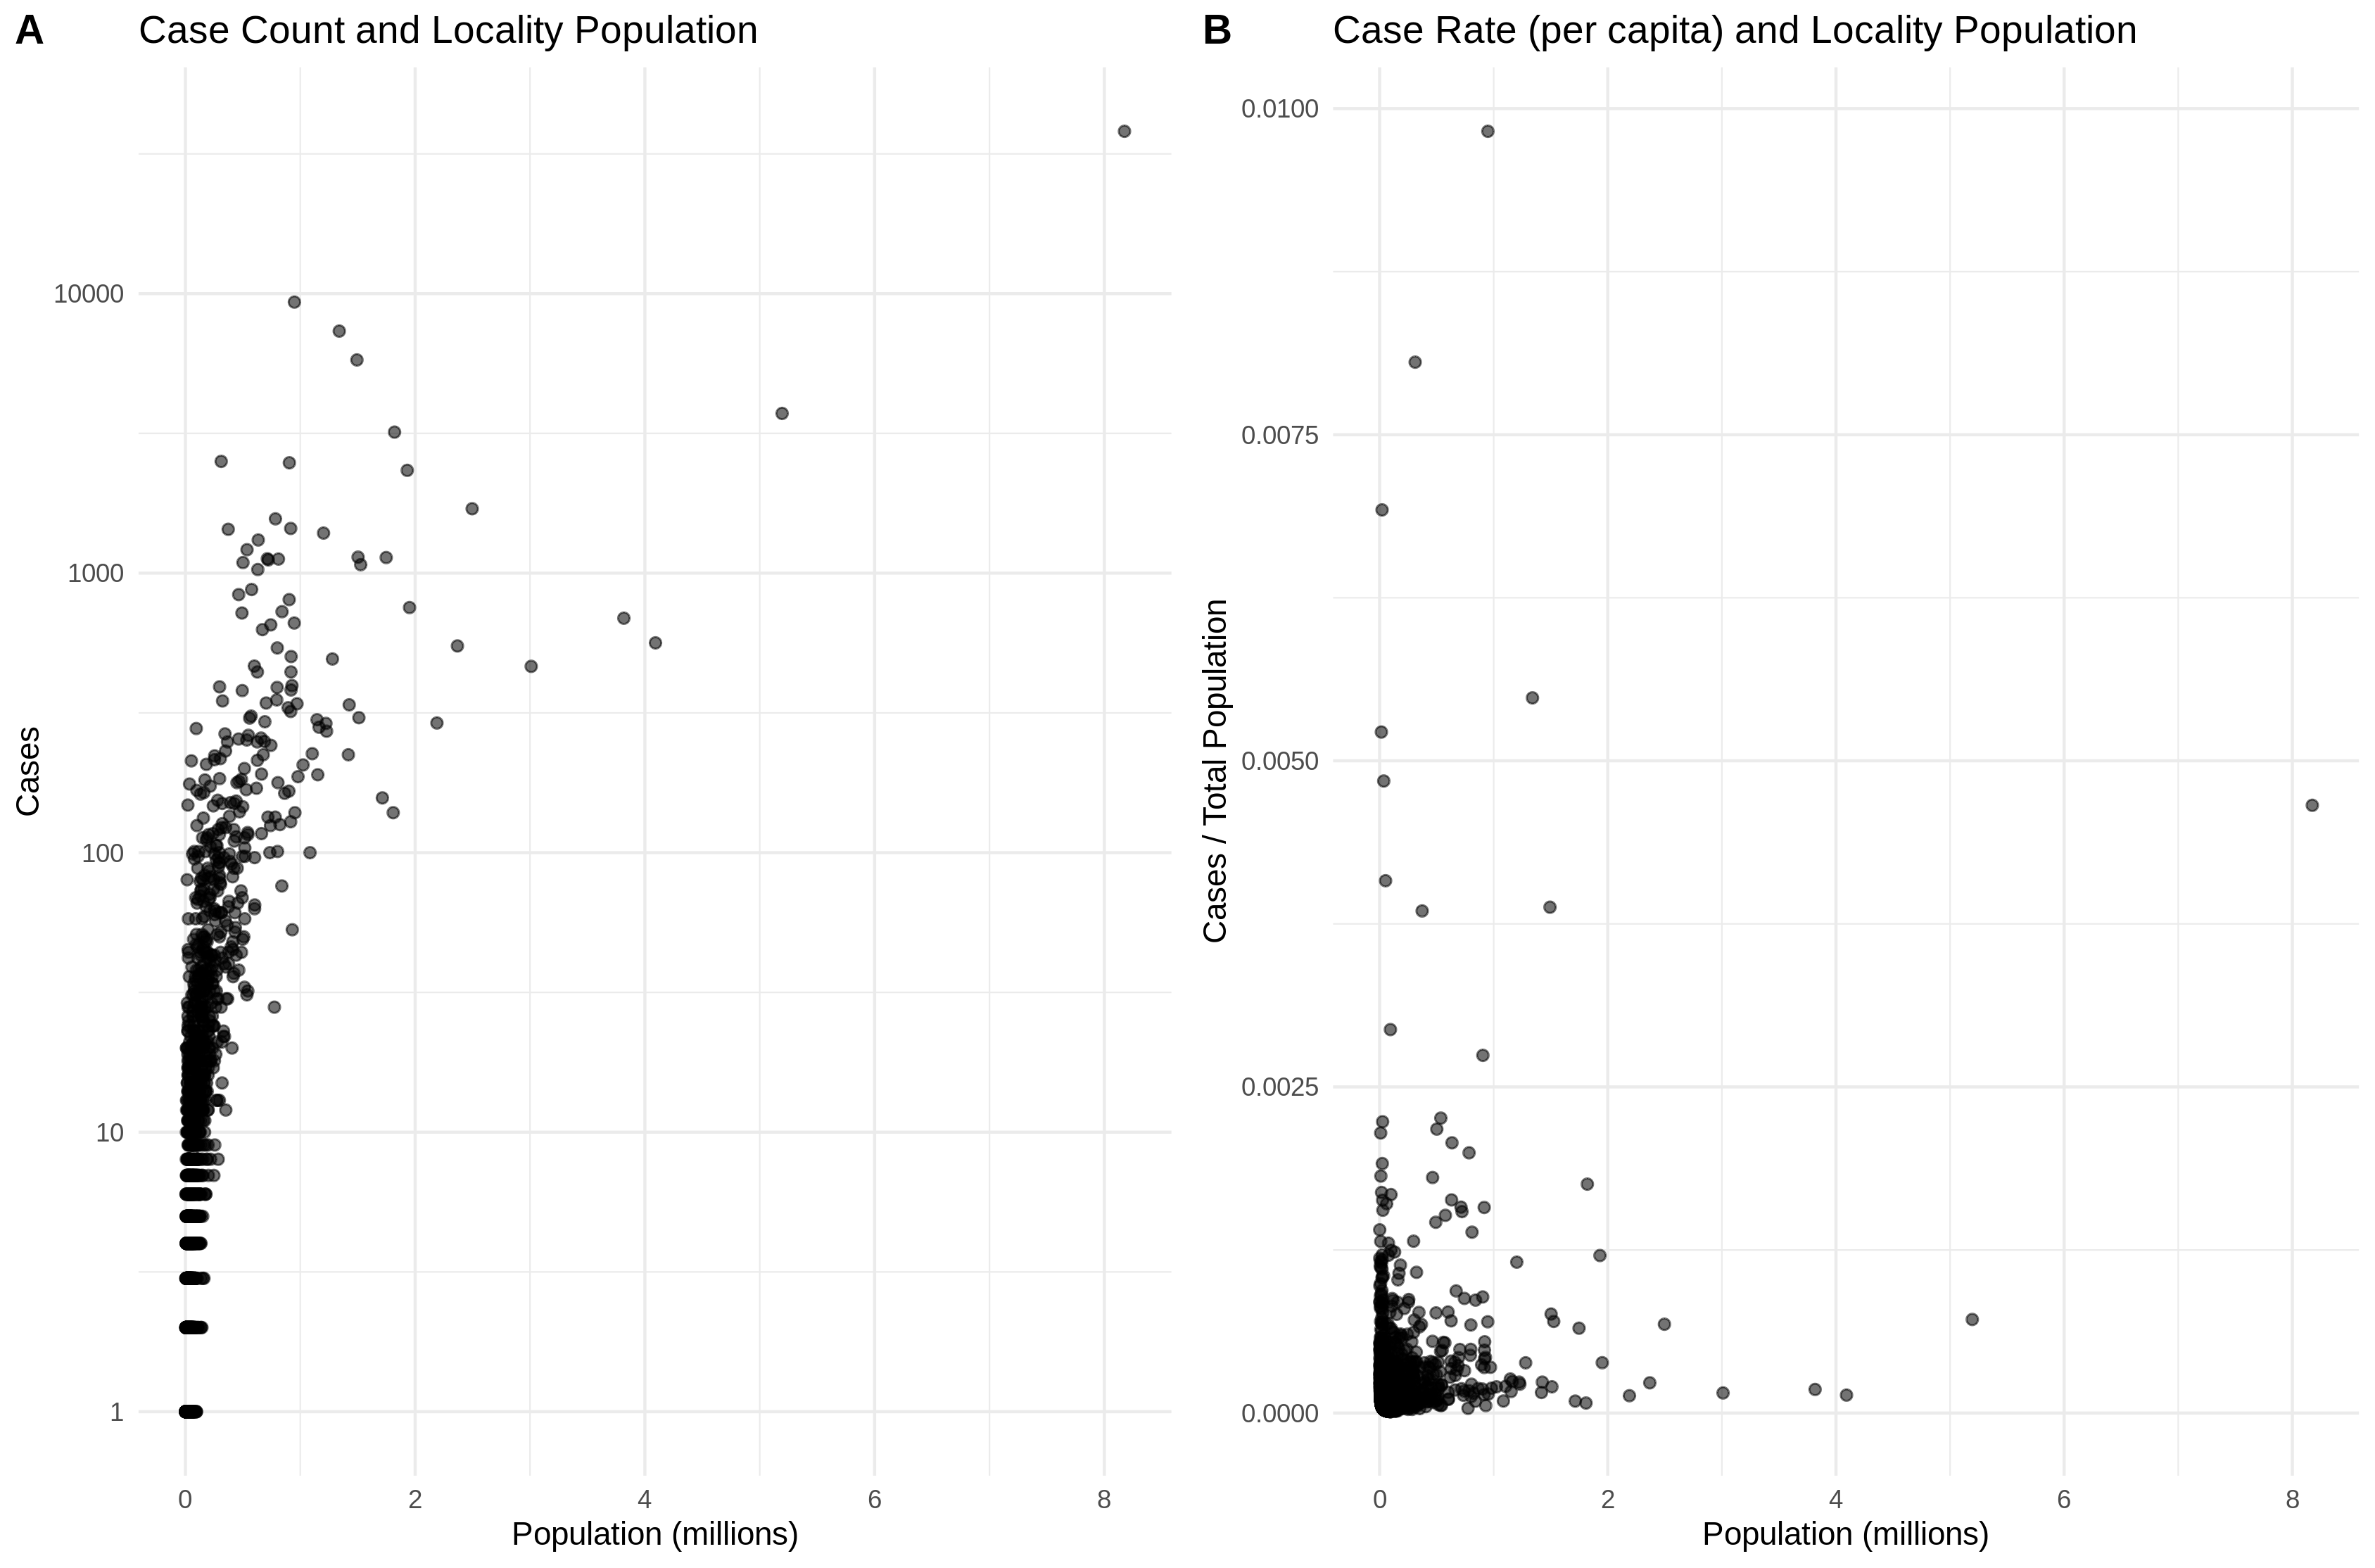 A
Case Count and Locality Population
Cases
10000
1000
100
10
1
0 2 4 6 8
Population (millions)
B
Case Rate (per capita) and Locality Population
Cases / Total Population
0.0100
0.0075
0.0050
0.0025
0.0000
0 2 4 6 8
Population (millions)